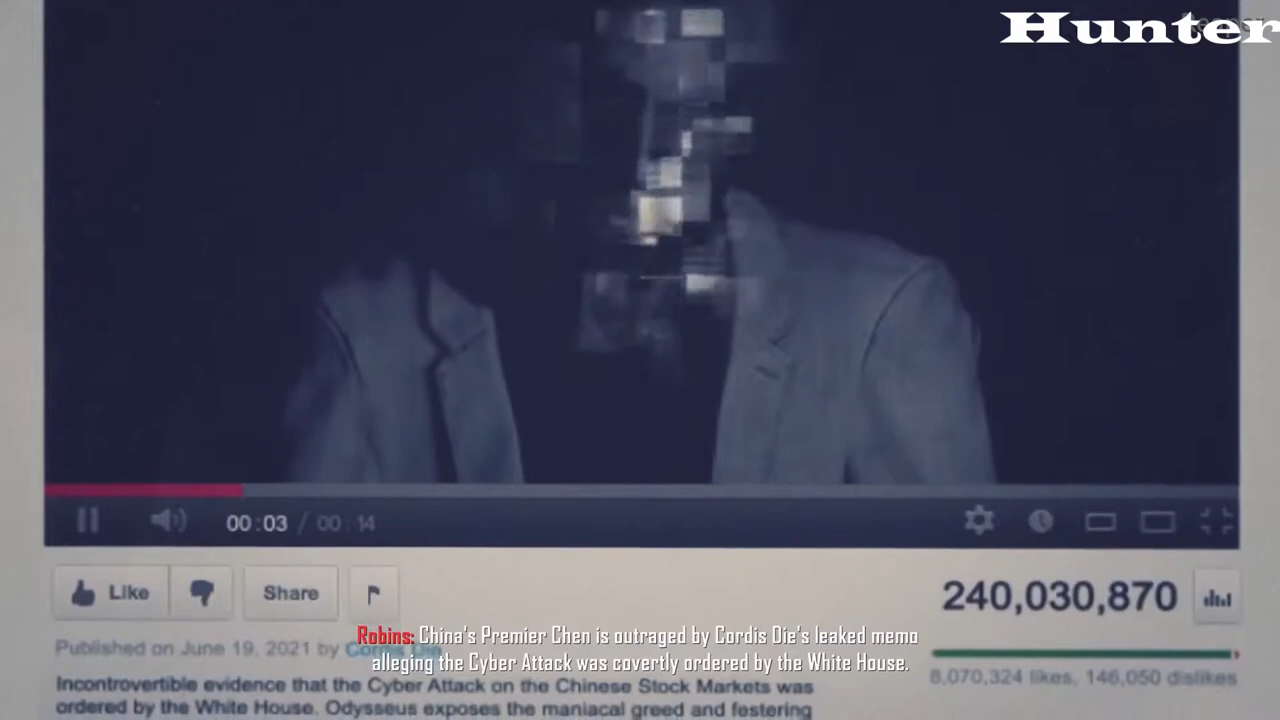 Hunter
00:03 / 00:14
Like
Share
240,030,870
Robins: China's Premier Chen is outraged by Cordis Die's leaked memo
alleging the Cyber Attack was covertly ordered by the White House.
Published on June 19, 2021 by Cordis Die
8,070,324 likes, 146,050 dislikes
Incontrovertible evidence that the Cyber Attack on the Chinese Stock Markets was
ordered by the White House. Odysseus exposes the maniacal greed and festering